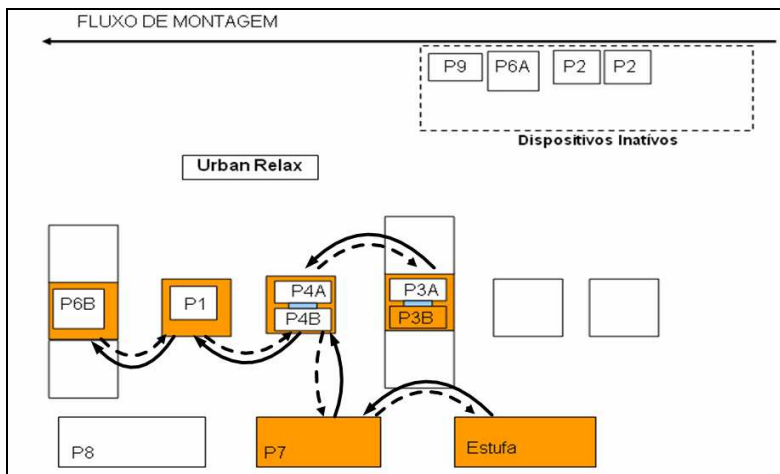 FLUXO DE MONTAGEM
P9 P6A P2 P2
Dispositivos Inativos
Urban Relax
P4A P3A
P6B P1
P4B P3B
P8 P7 Estufa